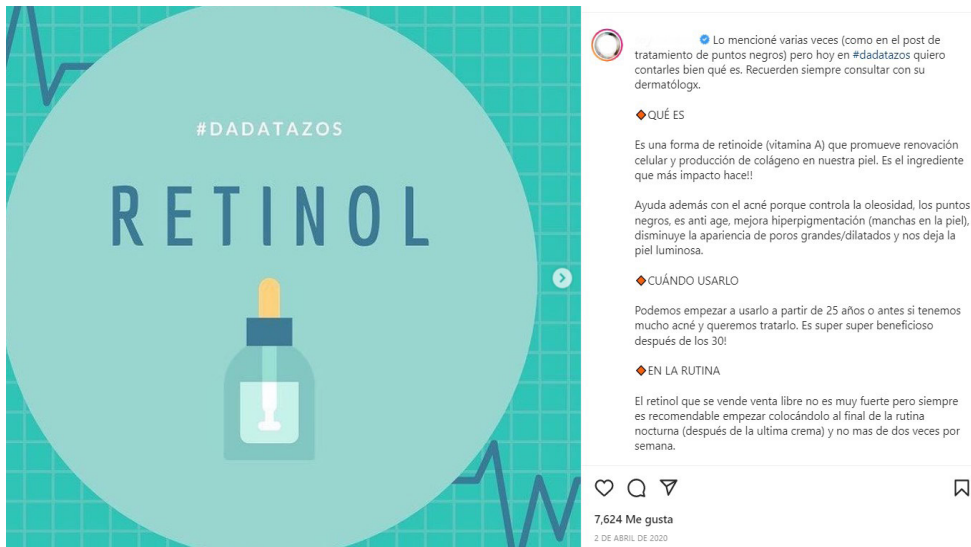 #DADATAZOS
RETINOL
Lo mencioné varias veces (como en el post de
tratamiento de puntos negros) pero hoy en #dadatazos quiero
contarles bien qué es. Recuerden siempre consultar con su
dermatólogx.
QUÉ ES
Es una forma de retinoide (vitamina A) que promueve renovación
celular y producción de colágeno en nuestra piel. Es el ingrediente
que más impacto hace!!
Ayuda además con el acné porque controla la oleosidad, los puntos
negros, es anti age, mejora hiperpigmentación (manchas en la piel),
disminuye la apariencia de poros grandes/dilatados y nos deja la
piel luminosa.
CUÁNDO USARLO
Podemos empezar a usarlo a partir de 25 años o antes si tenemos
mucho acné y queremos tratarlo. Es super super beneficioso
después de los 30!
EN LA RUTINA
El retinol que se vende venta libre no es muy fuerte pero siempre
es recomendable empezar colocándolo al final de la rutina
nocturna (después de la ultima crema) y no mas de dos veces por
semana.
7,624 Me gusta
2 DE ABRIL DE 2020